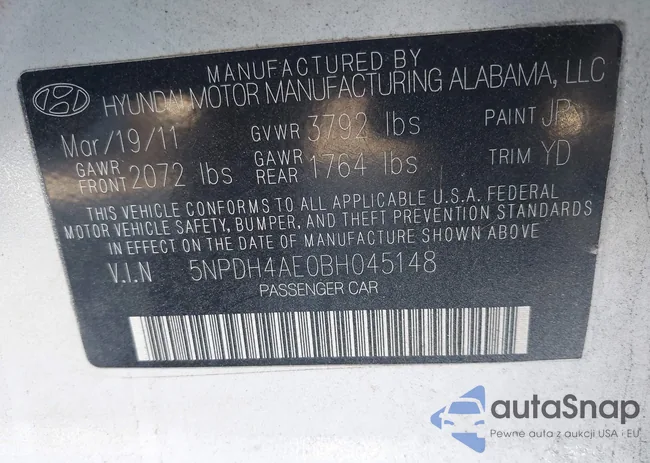 MANUFACTURED BY
HYUNDAI MOTOR MANUFACTURING ALABAMA, LLC
Mar/19/11 GVWR 3792 lbs PAINT JP
GAWR FRONT 2072 lbs GAWR REAR 1764 lbs TRIM YD
THIS VEHICLE CONFORMS TO ALL APPLICABLE U.S.A. FEDERAL
MOTOR VEHICLE SAFETY, BUMPER, AND THEFT PREVENTION STANDARDS
IN EFFECT ON THE DATE OF MANUFACTURE SHOWN ABOVE
V.I.N 5NPDH4AE0BH045148
PASSENGER CAR
autoSnap
Pewne auta z aukcji USA i EU